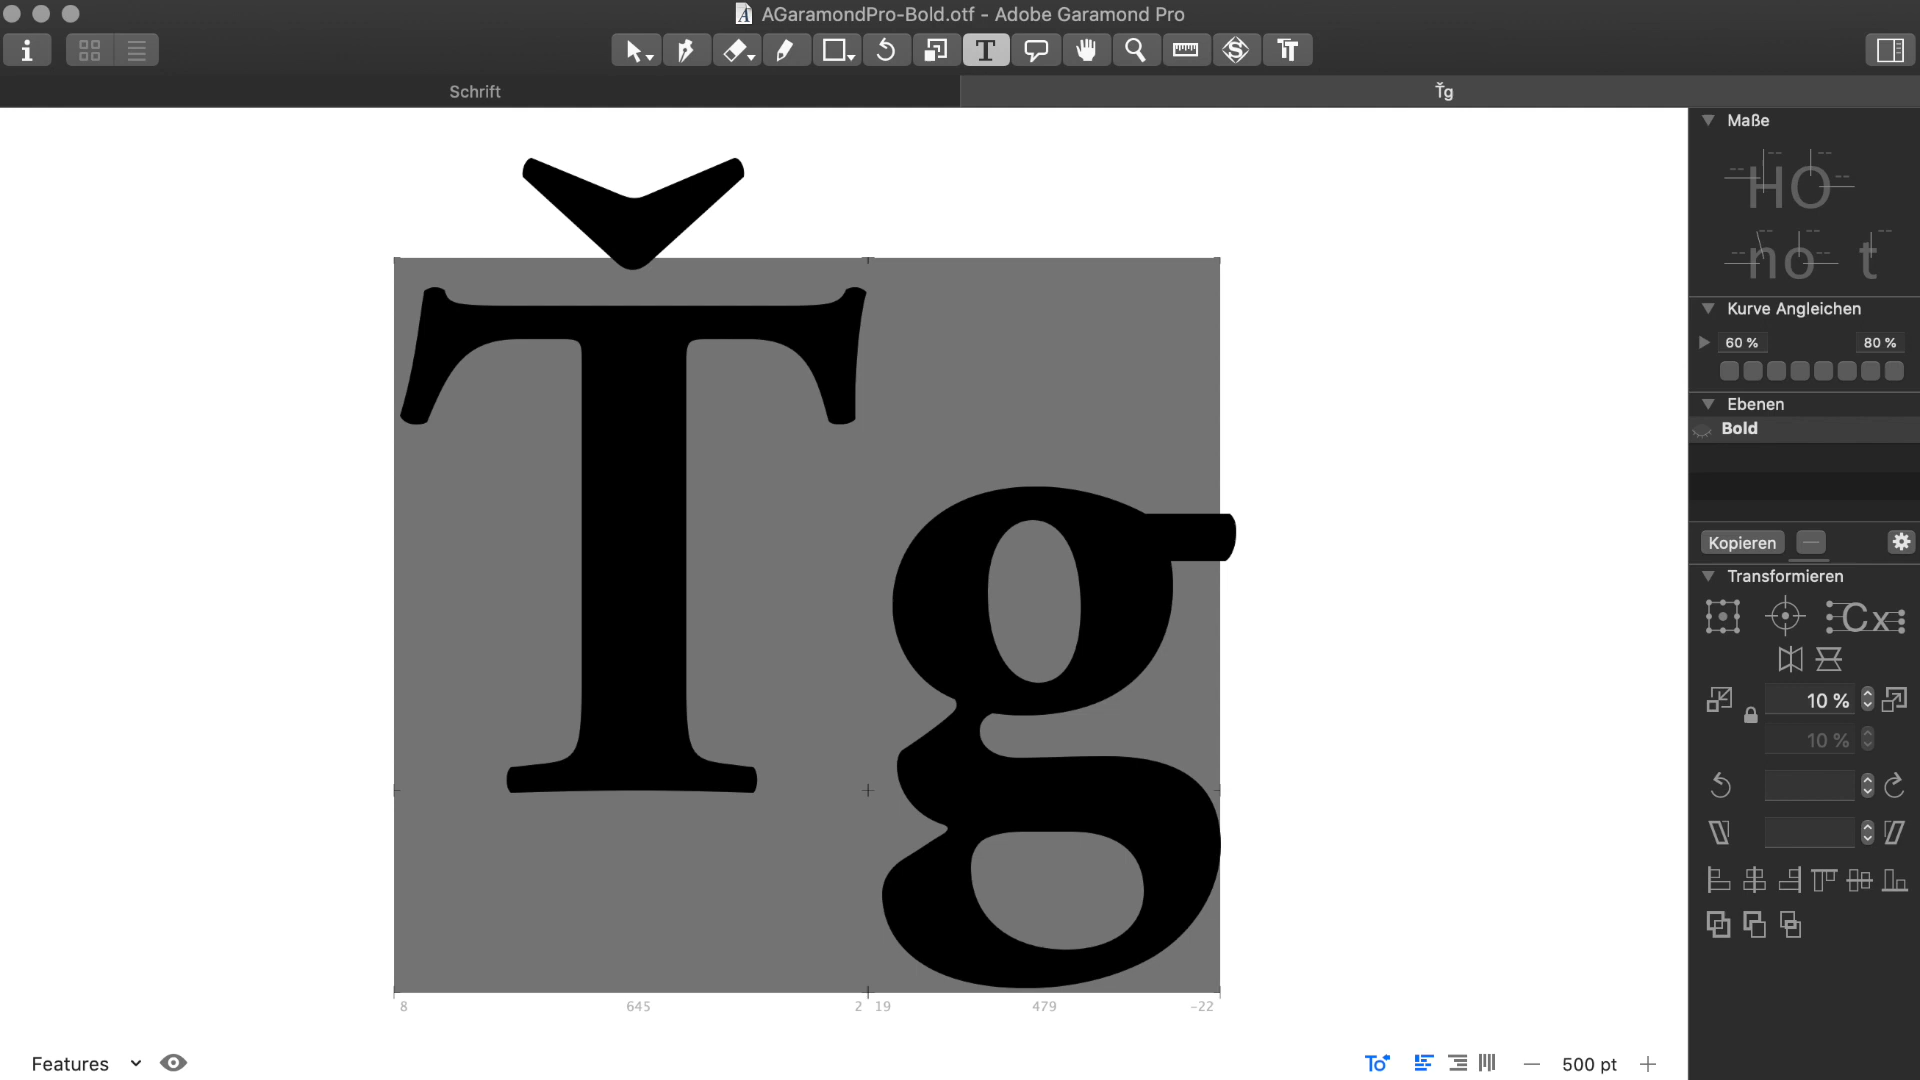 AGaramondPro-Bold.otf - Adobe Garamond Pro
Schrift
Ťg
Ťg
8 645 2 19 479 -22
Features
500 pt
Maße
HO
no t
Kurve Angleichen
60 % 80 %
Ebenen
Bold
Kopieren
Transformieren
Cx
10 %
10 %